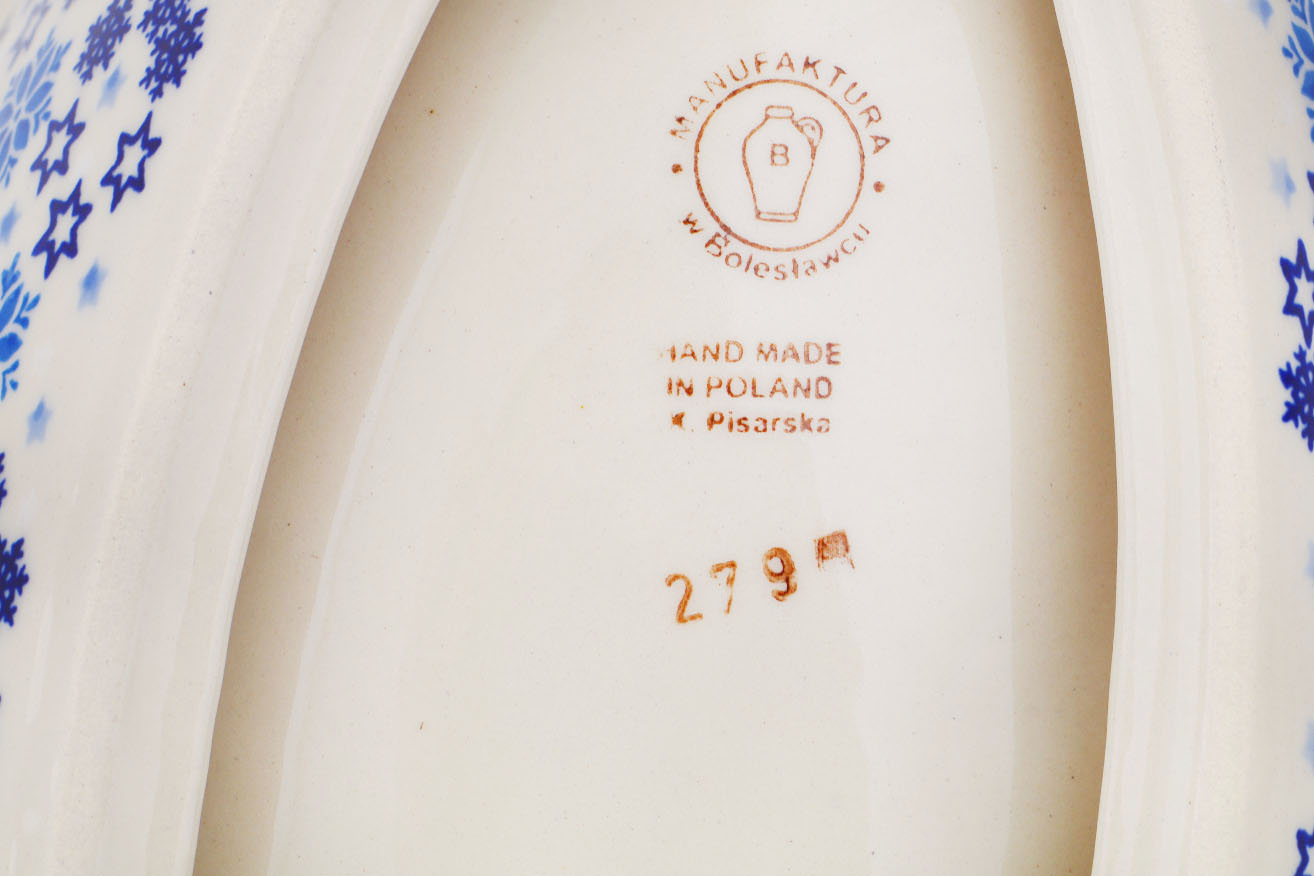 MANUFAKTURA
B
w Bolesławcu
HAND MADE
IN POLAND
K. Pisarska
279